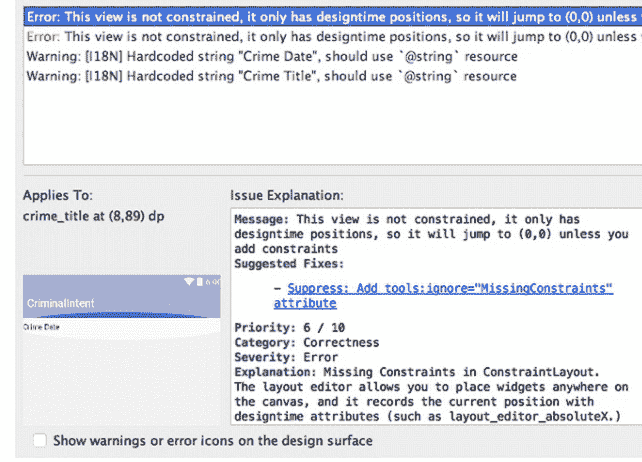 Error: This view is not constrained, it only has designtime positions, so it will jump to (0,0) unless
Error: This view is not constrained, it only has designtime positions, so it will jump to (0,0) unless
Warning: [I18N] Hardcoded string "Crime Date", should use `@string` resource
Warning: [I18N] Hardcoded string "Crime Title", should use `@string` resource
Applies To:
crime_title at (8,89) dp
CriminalIntent
Crime Date
Issue Explanation:
Message: This view is not constrained, it only has
designtime positions, so it will jump to (0,0) unless you
add constraints
Suggested Fixes:
– Suppress: Add tools:ignore="MissingConstraints"
attribute
Priority: 6 / 10
Category: Correctness
Severity: Error
Explanation: Missing Constraints in ConstraintLayout.
The layout editor allows you to place widgets anywhere on
the canvas, and it records the current position with
designtime attributes (such as layout_editor_absoluteX.)
Show warnings or error icons on the design surface